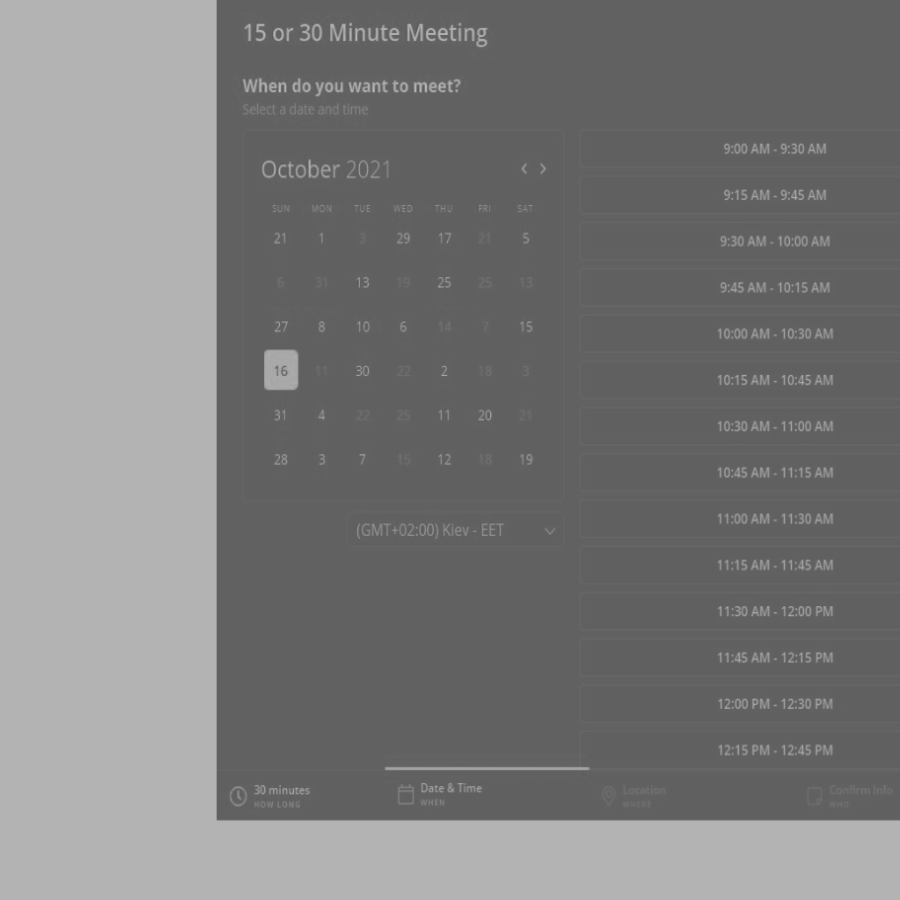 15 or 30 Minute Meeting
When do you want to meet?
Select a date and time
October 2021
SUN MON TUE WED THU FRI SAT
21 1 3 29 17 21 5
6 31 13 19 25 25 13
27 8 10 6 14 7 15
16 11 30 22 2 18 3
31 4 22 25 11 20 21
28 3 7 16 12 18 19
(GMT+02:00) Kiev - EET
9:00 AM - 9:30 AM
9:15 AM - 9:45 AM
9:30 AM - 10:00 AM
9:45 AM - 10:15 AM
10:00 AM - 10:30 AM
10:15 AM - 10:45 AM
10:30 AM - 11:00 AM
10:45 AM - 11:15 AM
11:00 AM - 11:30 AM
11:15 AM - 11:45 AM
11:30 AM - 12:00 PM
11:45 AM - 12:15 PM
12:00 PM - 12:30 PM
12:15 PM - 12:45 PM
30 minutes
HOW LONG
Date & Time
WHEN
Location
WHERE
Confirm Info
WHO